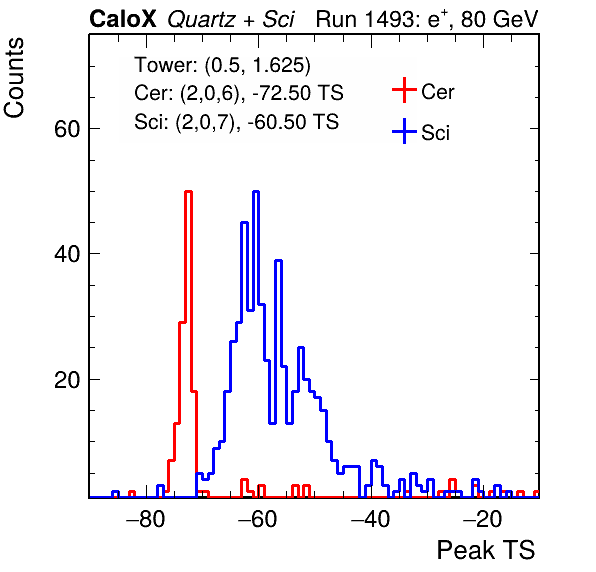 CaloX Quartz + Sci Run 1493: e⁺, 80 GeV
Counts
Tower: (0.5, 1.625)
Cer: (2,0,6), -72.50 TS
Sci: (2,0,7), -60.50 TS
Cer
Sci
60
40
20
−80 −60 −40 −20
Peak TS